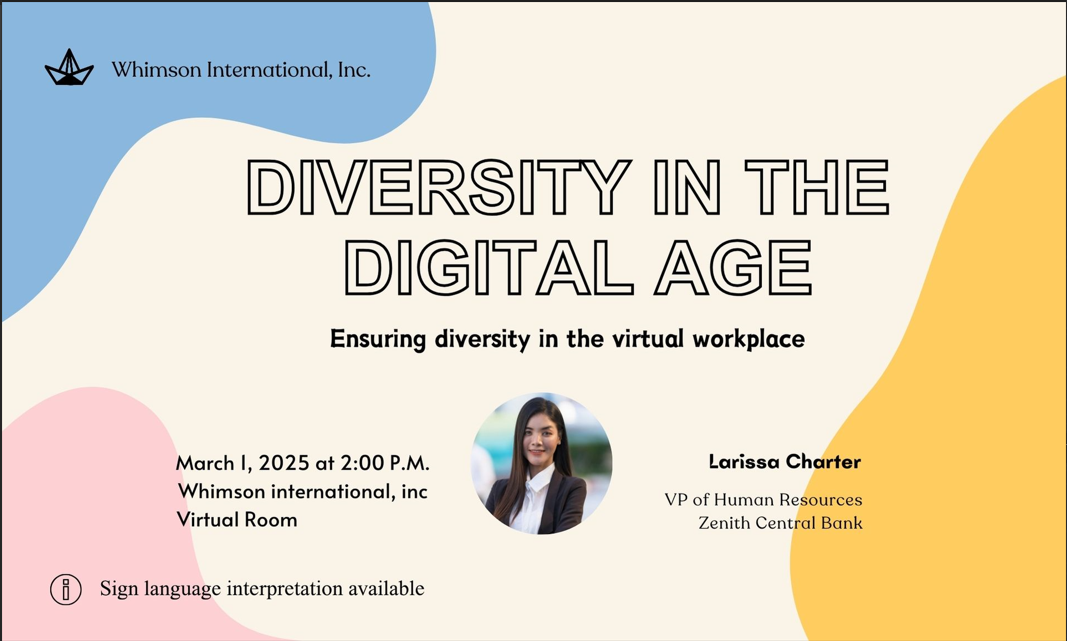 Whimson International, Inc.
DIVERSITY IN THE
DIGITAL AGE
Ensuring diversity in the virtual workplace
March 1, 2025 at 2:00 P.M.
Whimson international, inc
Virtual Room
Larissa Charter
VP of Human Resources
Zenith Central Bank
Sign language interpretation available